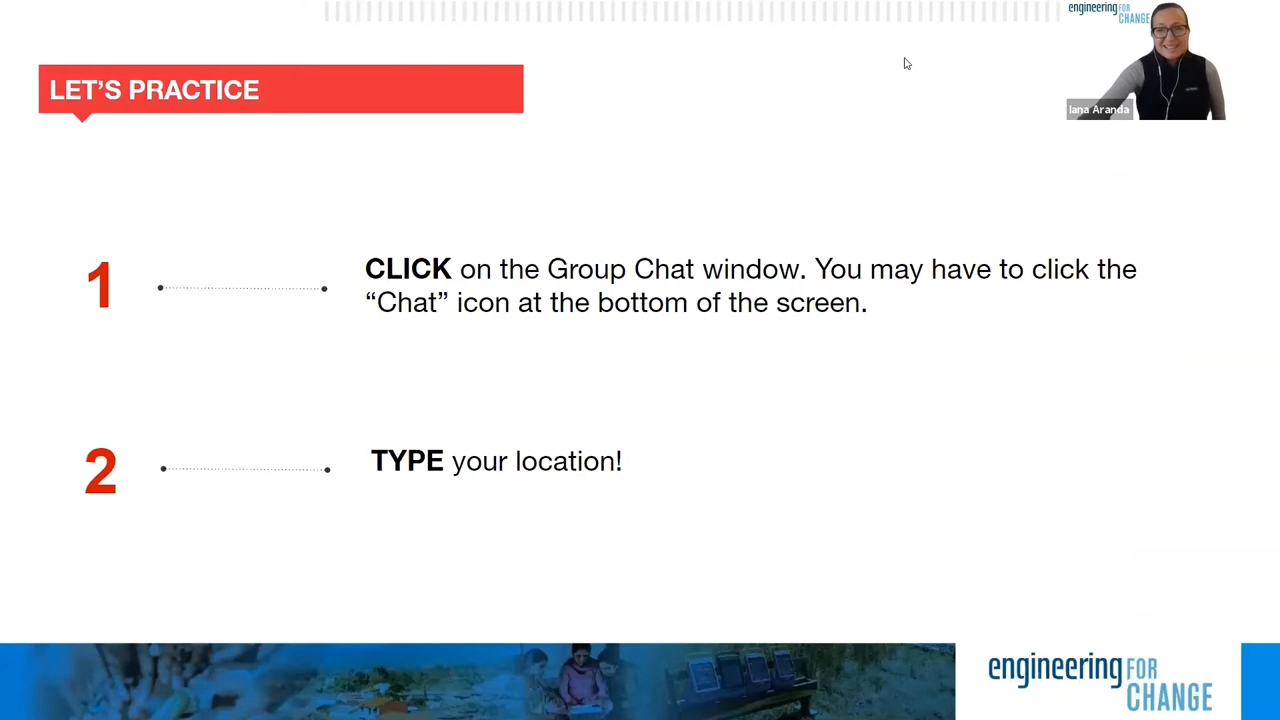 engineering FOR
CHANGE
LET’S PRACTICE
Iana Aranda
1
CLICK on the Group Chat window. You may have to click the
“Chat” icon at the bottom of the screen.
2
TYPE your location!
engineering FOR
CHANGE